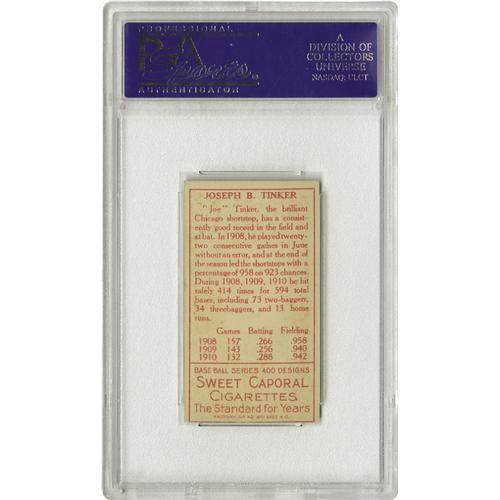 PROFESSIONAL
PSA
Sports
AUTHENTICATOR
A
DIVISION OF
COLLECTORS
UNIVERSE
NASDAQ: CLCT
JOSEPH B. TINKER
"Joe" Tinker, the brilliant
Chicago shortstop, has a consist-
ently good record in the field and
at bat. In 1908, he played twenty-
two consecutive games in June
without an error, and at the end of
the season led the shortstops with a
percentage of 958 on 923 chances.
During 1908, 1909, 1910 he hit
safely 414 times for 594 total
bases, including 73 two-baggers,
34 threebaggers, and 13 home
runs.
Games Batting Fielding
1908 157 .266 .958
1909 143 .256 .940
1910 132 .288 .942
BASE BALL SERIES 400 DESIGNS
SWEET CAPORAL
CIGARETTES
The Standard for Years
FACTORY Nº 42